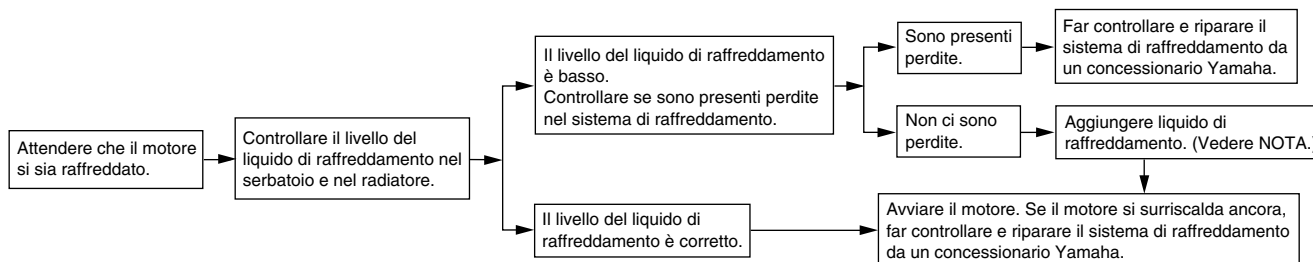 Attendere che il motore
si sia raffreddato.
Controllare il livello del
liquido di raffreddamento nel
serbatoio e nel radiatore.
Il livello del liquido di raffreddamento
è basso.
Controllare se sono presenti perdite
nel sistema di raffreddamento.
Sono presenti
perdite.
Far controllare e riparare il
sistema di raffreddamento da
un concessionario Yamaha.
Non ci sono
perdite.
Aggiungere liquido di
raffreddamento. (Vedere NOTA.)
Il livello del liquido di
raffreddamento è corretto.
Avviare il motore. Se il motore si surriscalda ancora,
far controllare e riparare il sistema di raffreddamento
da un concessionario Yamaha.